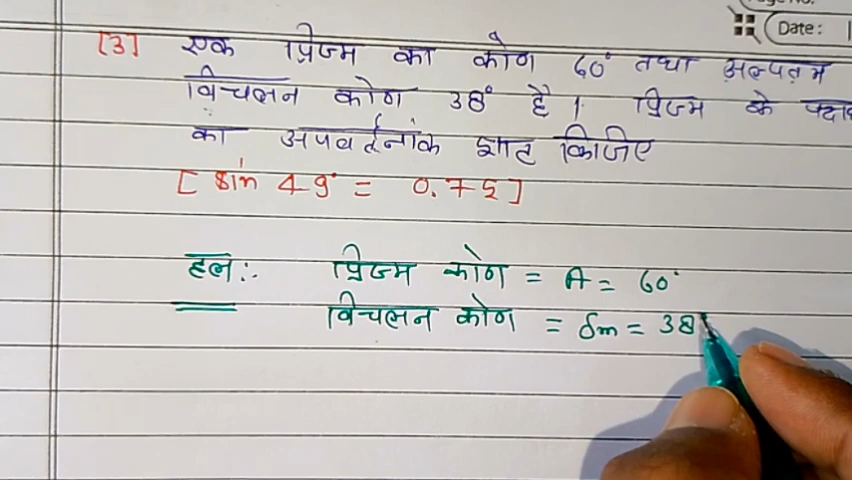 Date:
[3] एक प्रिज्म का कोण 60° तथा अल्पतम
विचलन कोण 38° है। प्रिज्म के
का अपवर्तनांक ज्ञात किजिए
[ sin 49° = 0.75 ]
हल:. प्रिज्म कोण = A = 60°
विचलन कोण = δm = 38